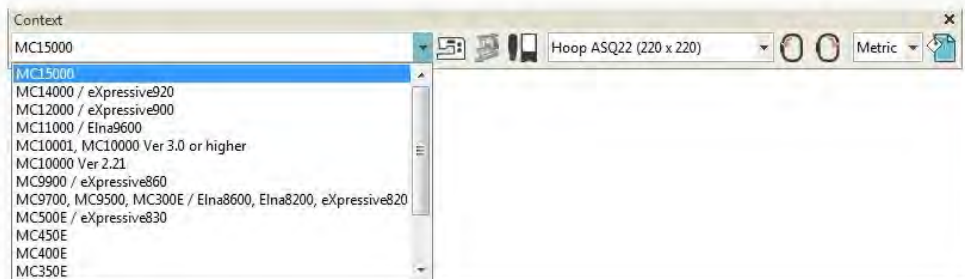 Context
MC15000
Hoop ASQ22 (220 x 220)
Metric
MC15000
MC14000 / eXpressive920
MC12000 / eXpressive900
MC11000 / Elna9600
MC10001, MC10000 Ver 3.0 or higher
MC10000 Ver 2.21
MC9900 / eXpressive860
MC9700, MC9500, MC300E / Elna8600, Elna8200, eXpressive820
MC500E / eXpressive830
MC450E
MC400E
MC350E